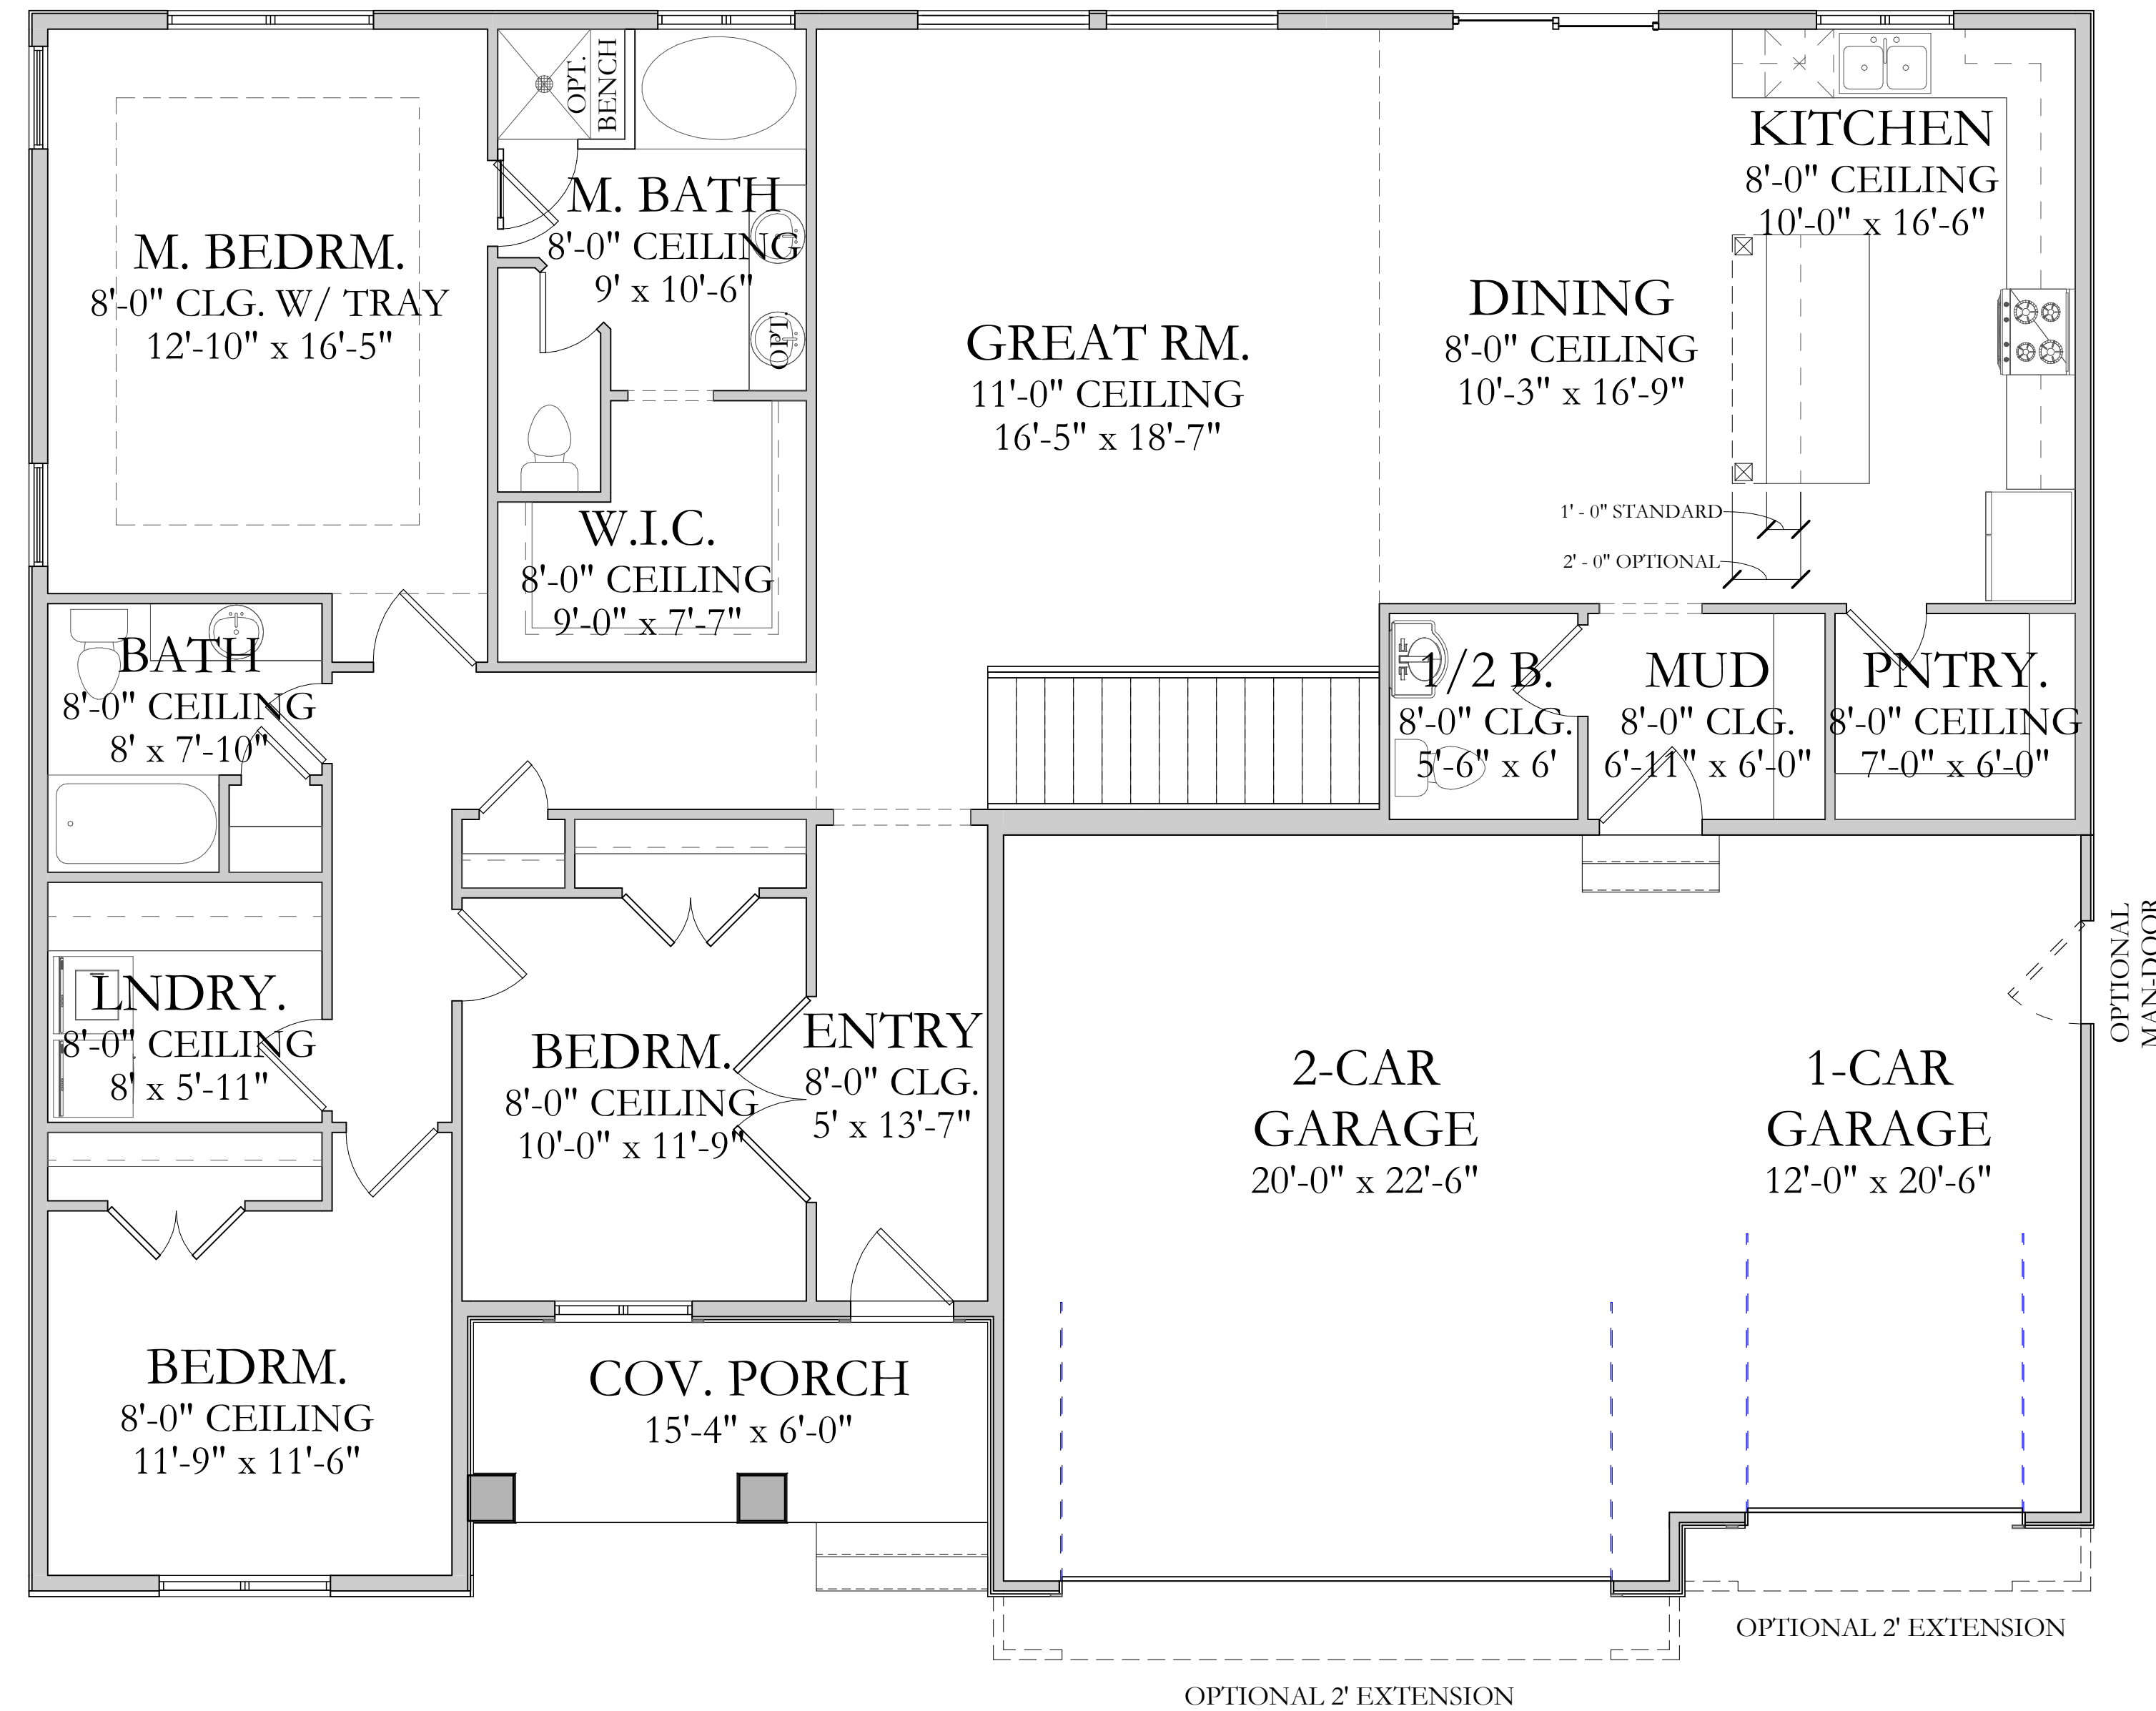 OPT.
BENCH
M. BATH
8'-0" CEILING
9' x 10'-6"
OPT.
M. BEDRM.
8'-0" CLG. W/ TRAY
12'-10" x 16'-5"
GREAT RM.
11'-0" CEILING
16'-5" x 18'-7"
DINING
8'-0" CEILING
10'-3" x 16'-9"
KITCHEN
8'-0" CEILING
10'-0" x 16'-6"
1' - 0" STANDARD
2' - 0" OPTIONAL
W.I.C.
8'-0" CEILING
9'-0" x 7'-7"
BATH
8'-0" CEILING
8' x 7'-10"
1/2 B.
8'-0" CLG.
5'-6" x 6'
MUD
8'-0" CLG.
6'-11" x 6'-0"
PNTRY.
8'-0" CEILING
7'-0" x 6'-0"
LNDRY.
8'-0" CEILING
8' x 5'-11"
BEDRM.
8'-0" CEILING
10'-0" x 11'-9"
ENTRY
8'-0" CLG.
5' x 13'-7"
2-CAR
GARAGE
20'-0" x 22'-6"
1-CAR
GARAGE
12'-0" x 20'-6"
OPTIONAL
MAN-DOOR
BEDRM.
8'-0" CEILING
11'-9" x 11'-6"
COV. PORCH
15'-4" x 6'-0"
OPTIONAL 2' EXTENSION
OPTIONAL 2' EXTENSION